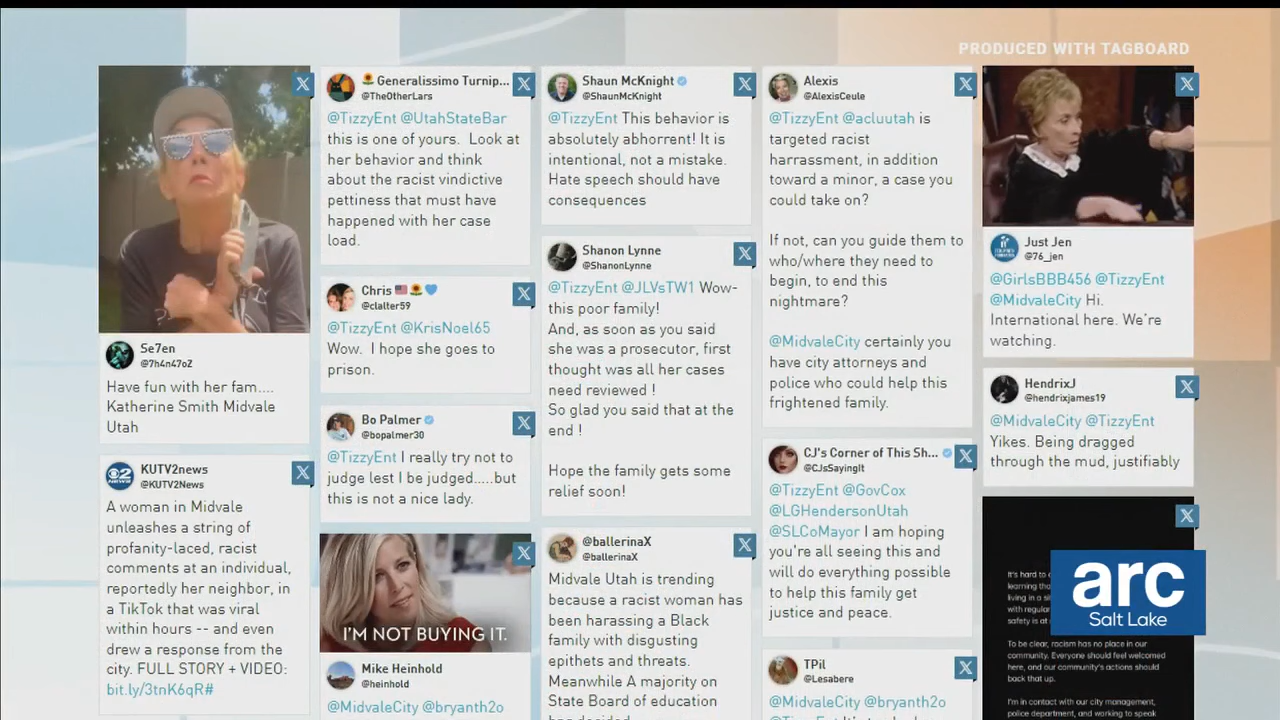 PRODUCED WITH TAGBOARD
Se7en
@7h4n47oZ
Have fun with her fam....
Katherine Smith Midvale
Utah
KUTV2news
@KUTV2News
A woman in Midvale
unleashes a string of
profanity-laced, racist
comments at an individual,
reportedly her neighbor, in
a TikTok that was viral
within hours -- and even
drew a response from the
city. FULL STORY + VIDEO:
bit.ly/3tnK6qR#
🌻Generalissimo Turnip...
@TheOtherLars
@TizzyEnt @UtahStateBar
this is one of yours.  Look at
her behavior and think
about the racist vindictive
pettiness that must have
happened with her case
load.
Chris 🇺🇸🌻💙
@clalter59
@TizzyEnt @KrisNoel65
Wow.  I hope she goes to
prison.
Bo Palmer
@bopalmer30
@TizzyEnt I really try not to
judge lest I be judged.....but
this is not a nice lady.
I'M NOT BUYING IT.
@MidvaleCity @bryanth2o
Shaun McKnight
@ShaunMcKnight
@TizzyEnt This behavior is
absolutely abhorrent! It is
intentional, not a mistake.
Hate speech should have
consequences
Shanon Lynne
@ShanonLynne
@TizzyEnt @JLVsTW1 Wow-
this poor family!
And, as soon as you said
she was a prosecutor, first
thought was all her cases
need reviewed !
So glad you said that at the
end !
Hope the family gets some
relief soon!
@ballerinaX
@ballerinaX
Midvale Utah is trending
because a racist woman has
been harassing a Black
family with disgusting
epithets and threats.
Meanwhile A majority on
State Board of education
Alexis
@AlexisCeule
@TizzyEnt @acluutah is
targeted racist
harrassment, in addition
toward a minor, a case you
could take on?
If not, can you guide them to
who/where they need to
begin, to end this
nightmare?
@MidvaleCity certainly you
have city attorneys and
police who could help this
frightened family.
CJ's Corner of This Sh...
@CJsSayingIt
@TizzyEnt @GovCox
@LGHendersonUtah
@SLCoMayor I am hoping
you're all seeing this and
will do everything possible
to help this family get
justice and peace.
jpril
@Lesabere
@MidvaleCity @bryanth2o
Just Jen
@76_jen
@GirlsBBB456 @TizzyEnt
@MidvaleCity Hi.
International here. We're
watching.
HendrixJ
@hendrixjames19
@MidvaleCity @TizzyEnt
Yikes. Being dragged
through the mud, justifiably
It's hard to
learning tha
living in a si
with regular
safety is at
To be clear, racism has no place in our
community. Everyone should feel welcomed
here, and our community's actions should
back that up.
I'm in contact with our city management,
police department, and working to speak
arc
Salt Lake